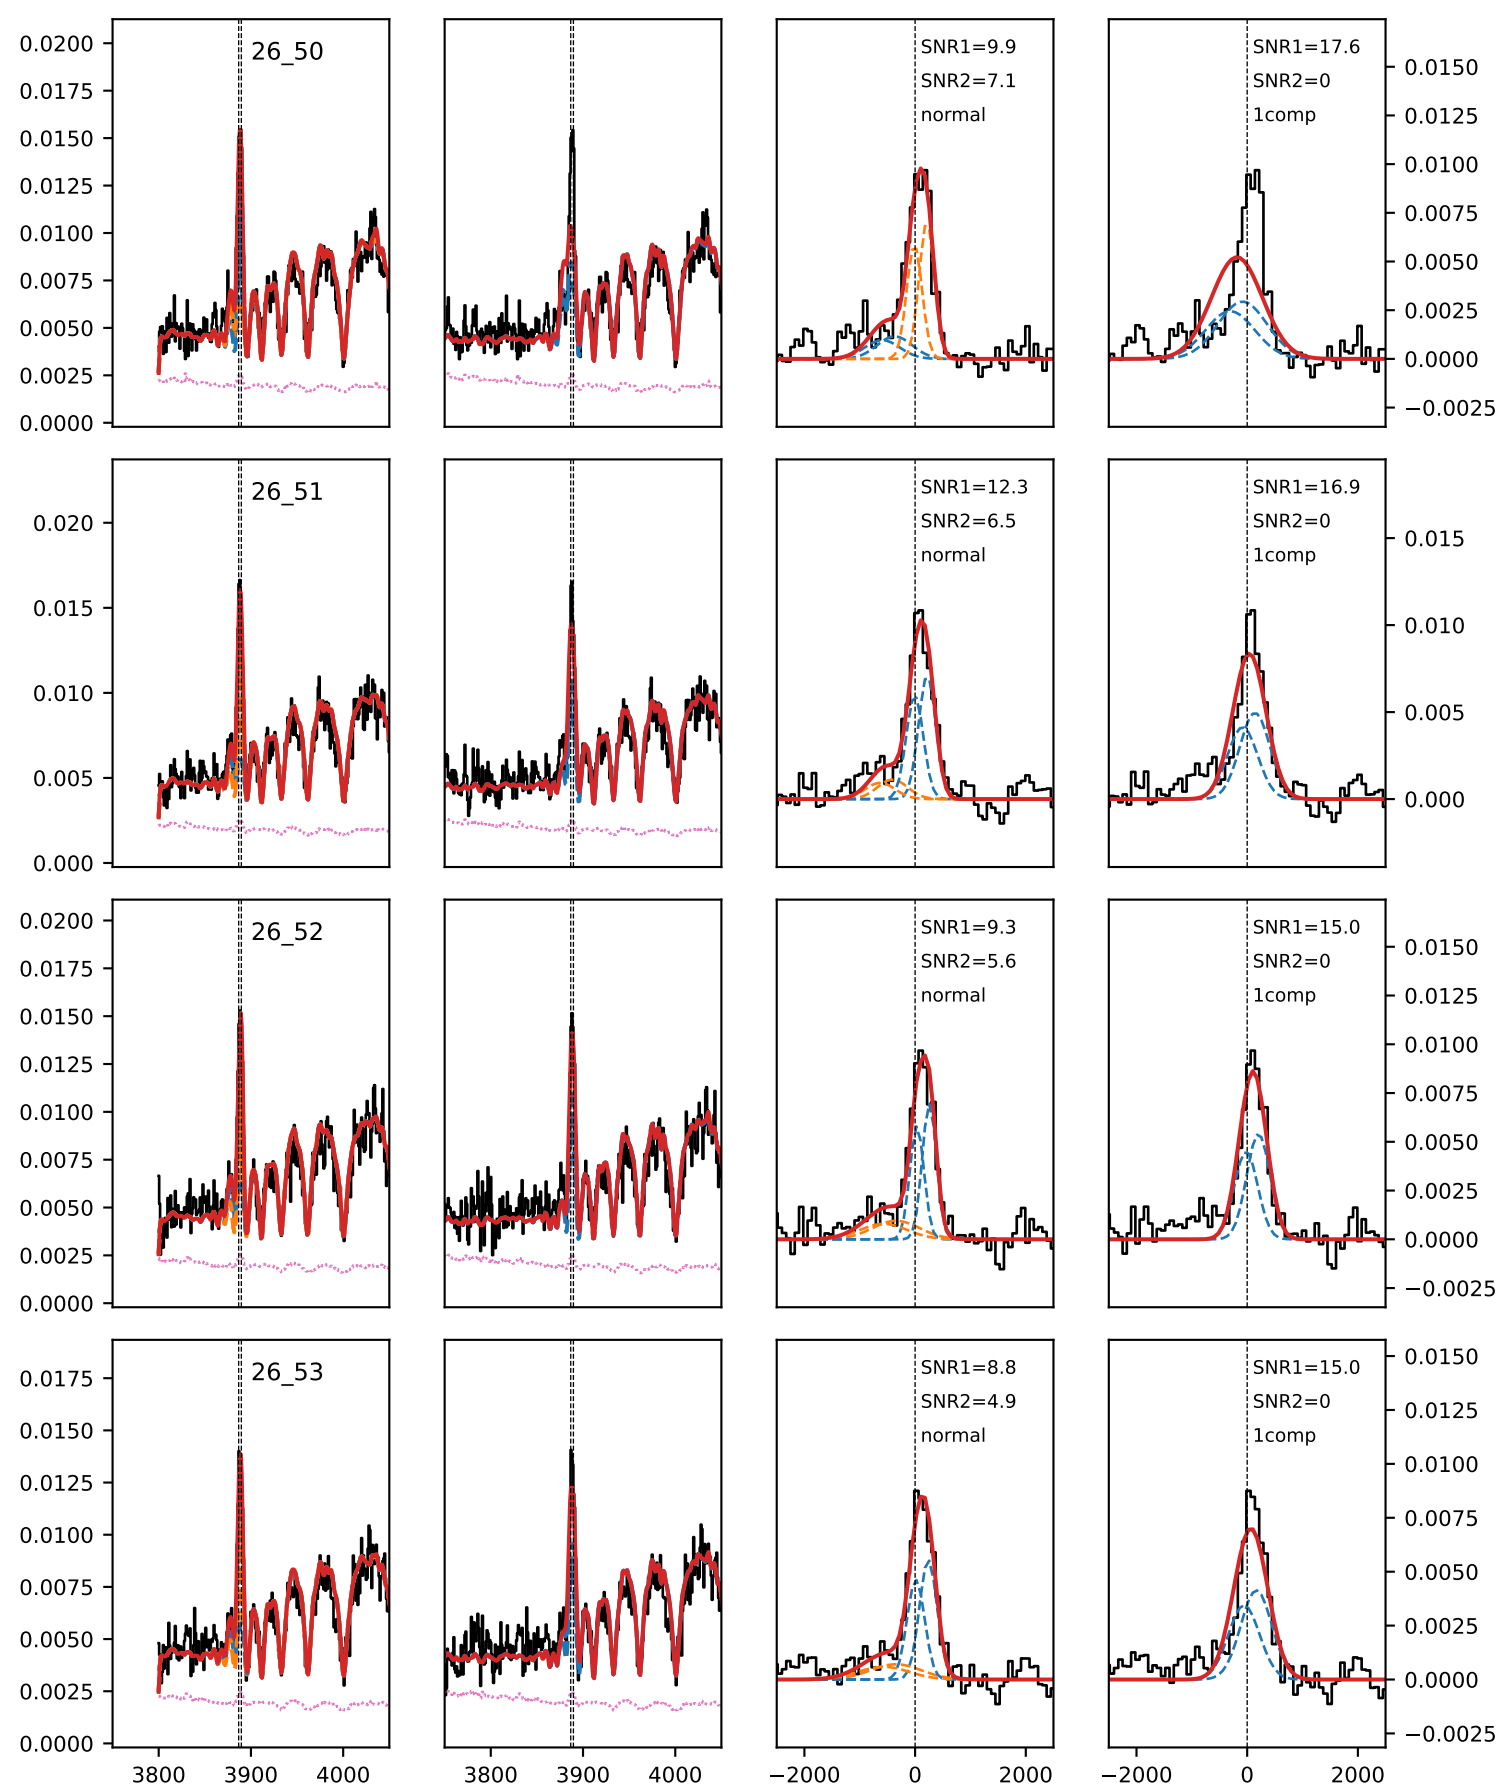 0.0200
0.0175
0.0150
0.0125
0.0100
0.0075
0.0050
0.0025
0.0000
26_50
SNR1=9.9
SNR2=7.1
normal
SNR1=17.6
SNR2=0
1comp
0.0150
0.0125
0.0100
0.0075
0.0050
0.0025
0.0000
−0.0025
0.020
0.015
0.010
0.005
0.000
26_51
SNR1=12.3
SNR2=6.5
normal
SNR1=16.9
SNR2=0
1comp
0.015
0.010
0.005
0.000
0.0200
0.0175
0.0150
0.0125
0.0100
0.0075
0.0050
0.0025
0.0000
26_52
SNR1=9.3
SNR2=5.6
normal
SNR1=15.0
SNR2=0
1comp
0.0150
0.0125
0.0100
0.0075
0.0050
0.0025
0.0000
−0.0025
0.0175
0.0150
0.0125
0.0100
0.0075
0.0050
0.0025
0.0000
26_53
SNR1=8.8
SNR2=4.9
normal
SNR1=15.0
SNR2=0
1comp
0.0150
0.0125
0.0100
0.0075
0.0050
0.0025
0.0000
−0.0025
3800 3900 4000
3800 3900 4000
−2000 0 2000
−2000 0 2000